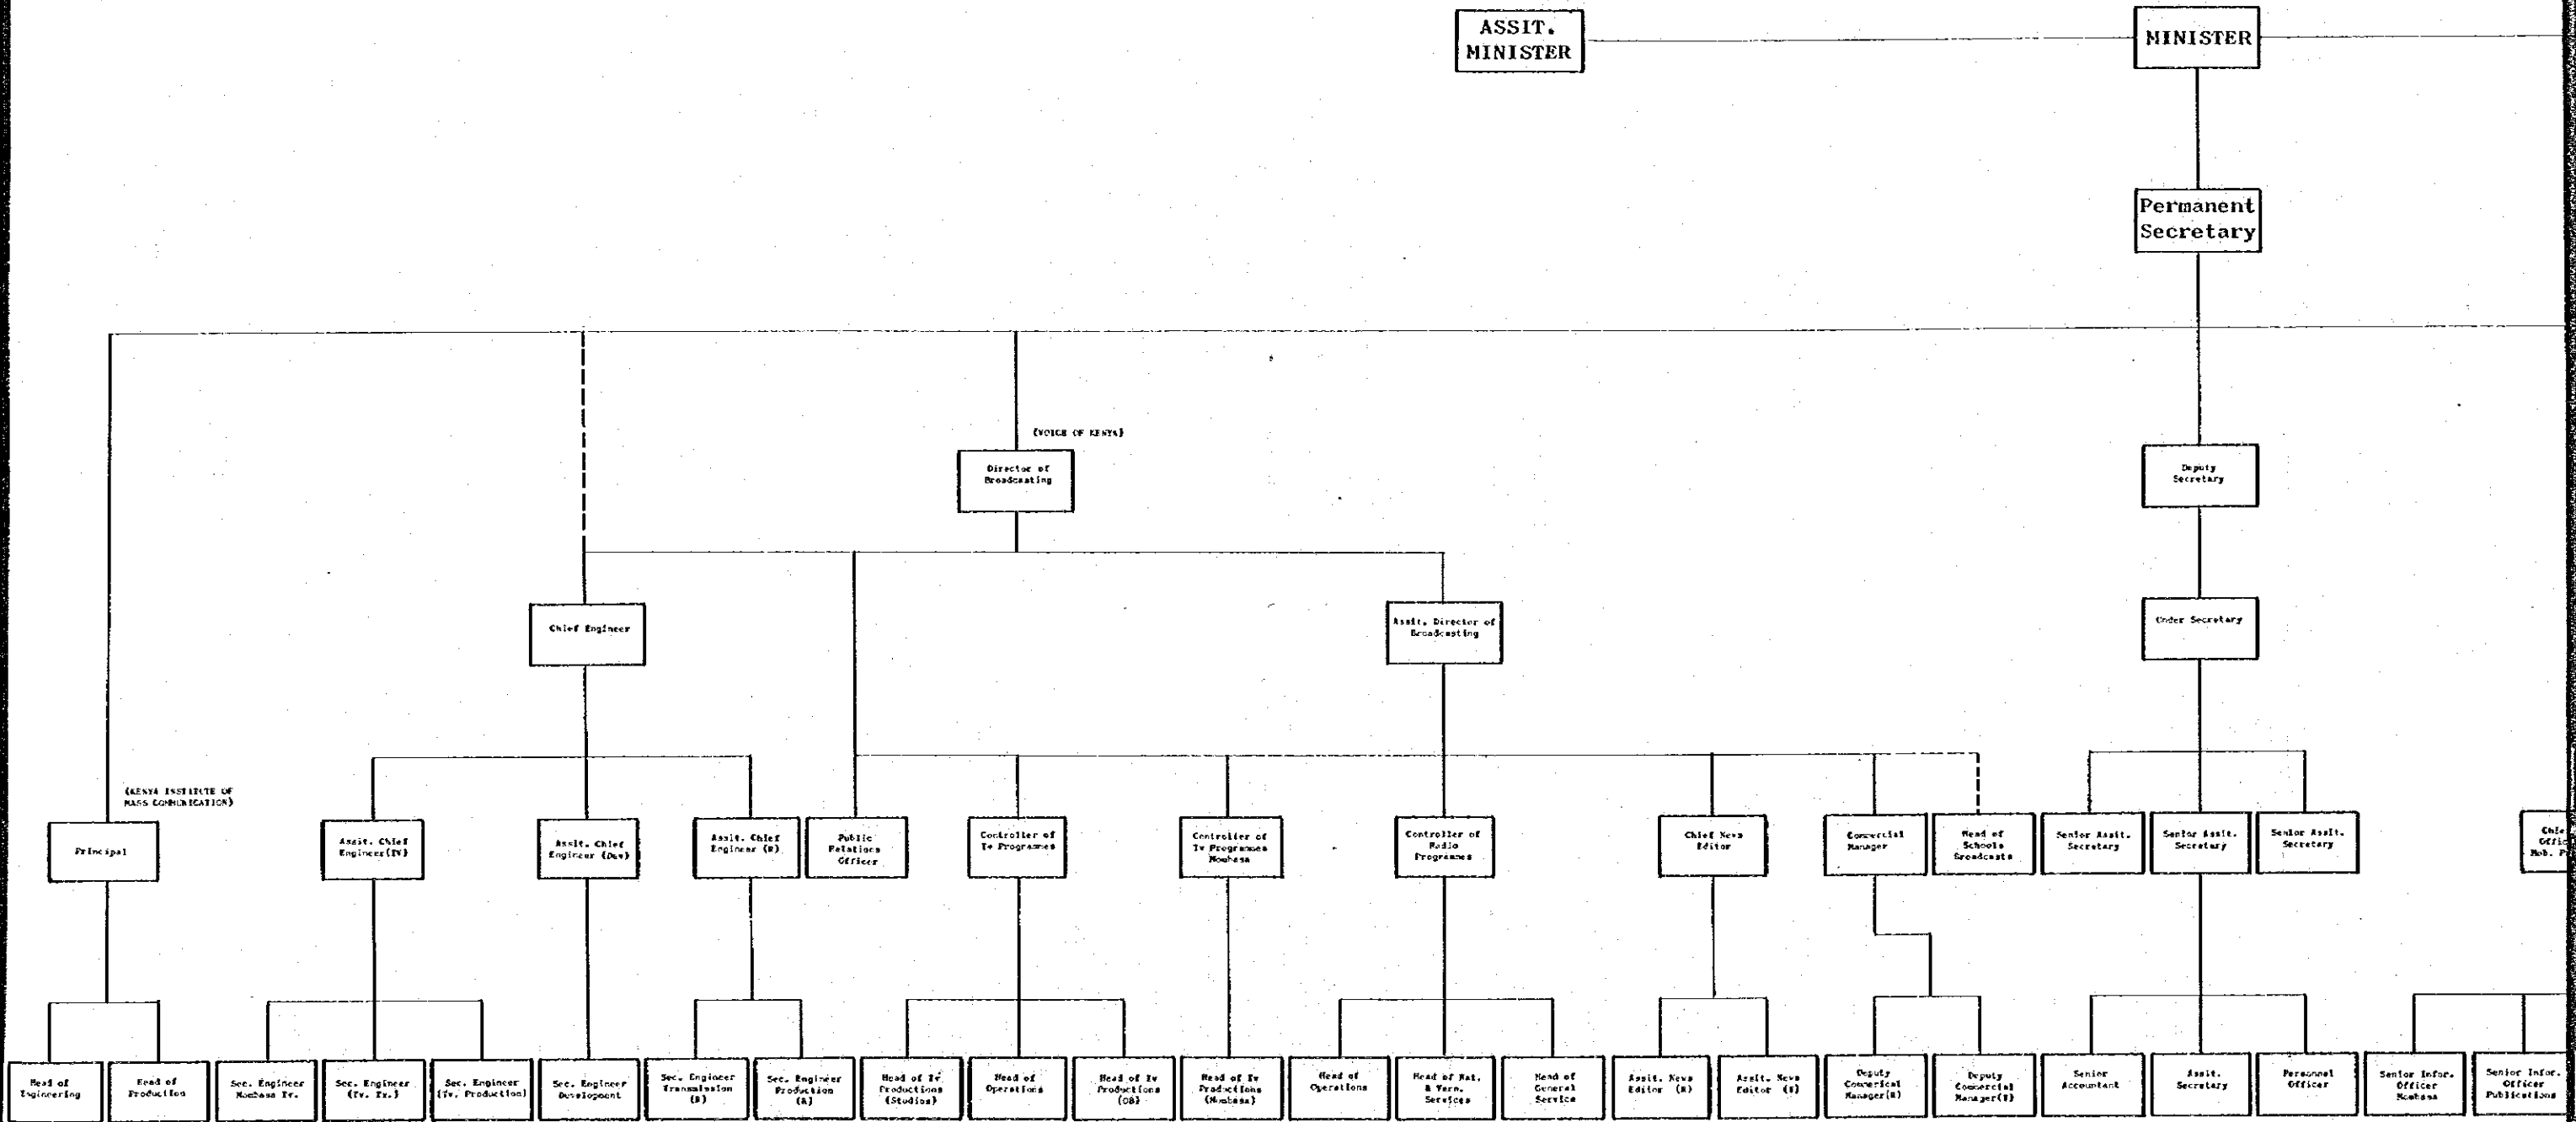 ASSIT.
MINISTER
MINISTER
Permanent
Secretary
(VOICE OF KENYA)
Director of
Broadcasting
Deputy
Secretary
Chief Engineer
Assit. Director of
Broadcasting
Under Secretary
(KENYA INSTITUTE OF
MASS COMMUNICATION)
Principal
Assit. Chief
Engineer(TV)
Assit. Chief
Engineer (Dev)
Assit. Chief
Engineer (R)
Public
Relations
Officer
Controller of
Tv Programmes
Controller of
Tv Programmes
Mombasa
Controller of
Radio
Programmes
Chief News
Editor
Commercial
Manager
Head of
Schools
Broadcasts
Senior Assit.
Secretary
Senior Assit.
Secretary
Senior Assit.
Secretary
Head of
Engineering
Head of
Production
Sec. Engineer
Mombasa Tv.
Sec. Engineer
(Tv. Tx.)
Sec. Engineer
(Tv. Production)
Sec. Engineer
Development
Sec. Engineer
Transmission
(R)
Sec. Engineer
Production
(R)
Head of Tv
Productions
(Studios)
Head of
Operations
Head of Tv
Productions
(OB)
Head of Tv
Productions
(Mombasa)
Head of
Operations
Head of Nat.
& Vern.
Services
Head of
General
Service
Assit. News
Editor (R)
Assit. News
Editor
Deputy
Commerical
Manager(R)
Deputy
Commercial
Senior
Accountant
Assit.
Secretary
Personnel
Officer
Senior Infor.
Officer
Mombasa
Senior Infor.
Officer
Publications